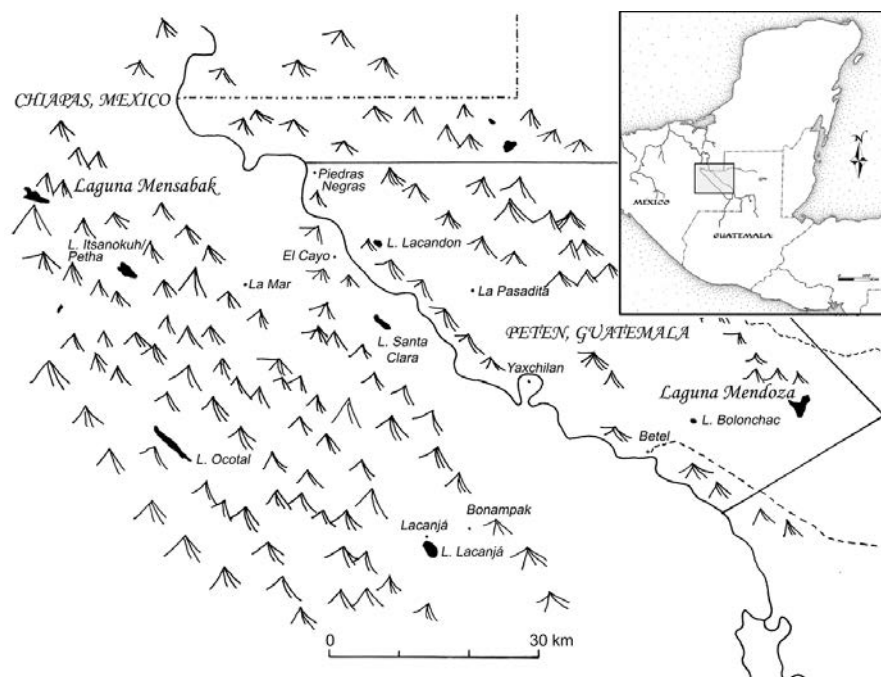 CHIAPAS, MEXICO
Laguna Mensabak
L. Itsanokuh/
Petha
Piedras
Negras
El Cayo
L. Lacandon
La Mar
La Pasadita
L. Santa
Clara
PETEN, GUATEMALA
Yaxchilan
Laguna Mendoza
L. Bolonchac
Betel
L. Ocotal
Bonampak
Lacanjá
L. Lacanjá
0 30 km
N
MEXICO
GUATEMALA
0